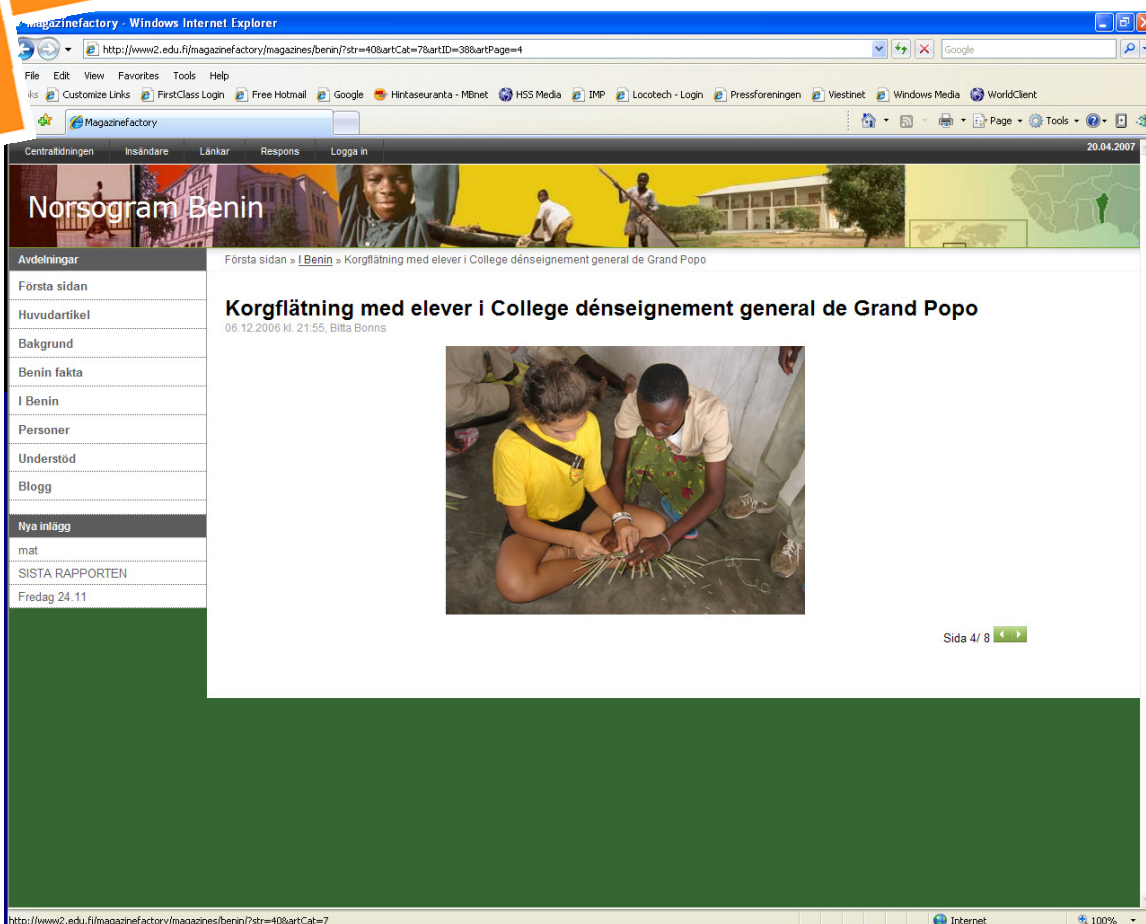 Magazinefactory - Windows Internet Explorer
http://www2.edu.fi/magazinefactory/magazines/benin/?str=40&artCat=7&artID=38&artPage=4
Google
File Edit View Favorites Tools Help
Customize Links FirstClass Login Free Hotmail Google Hintaseuranta - MBnet HSS Media IMP Locotech - Login Pressforeningen Viestinet Windows Media WorldClient
Magazinefactory
Page Tools
Centraltidningen Insändare Länkar Respons Logga in 20.04.2007
Norsogram Benin
Avdelningar
Första sidan » I Benin » Korgflätning med elever i College dénseignement general de Grand Popo
Första sidan
Huvudartikel
Bakgrund
Benin fakta
I Benin
Personer
Understöd
Blogg
Nya inlägg
mat
SISTA RAPPORTEN
Fredag 24.11
Korgflätning med elever i College dénseignement general de Grand Popo
06.12.2006 kl. 21:55, Bitta Bonns
Sida 4/ 8
http://www2.edu.fi/magazinefactory/magazines/benin/?str=40&artCat=7
Internet 100%